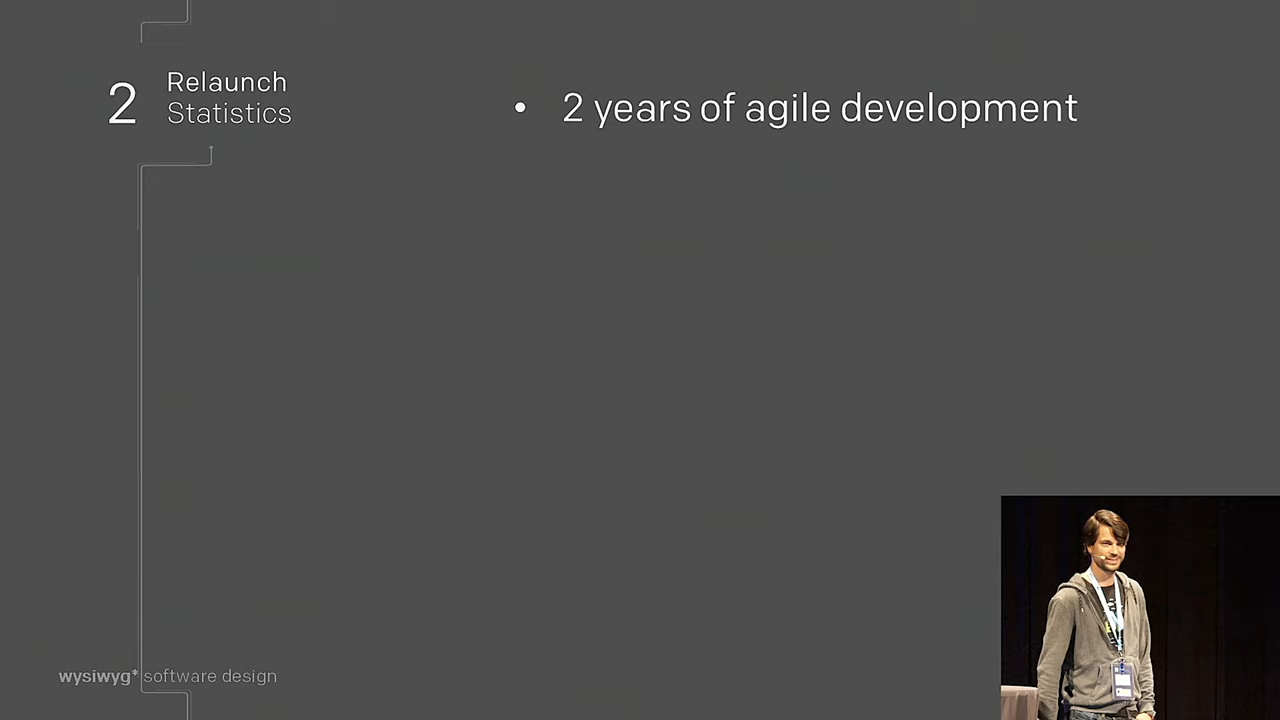 2
Relaunch
Statistics
• 2 years of agile development
wysiwyg* software design